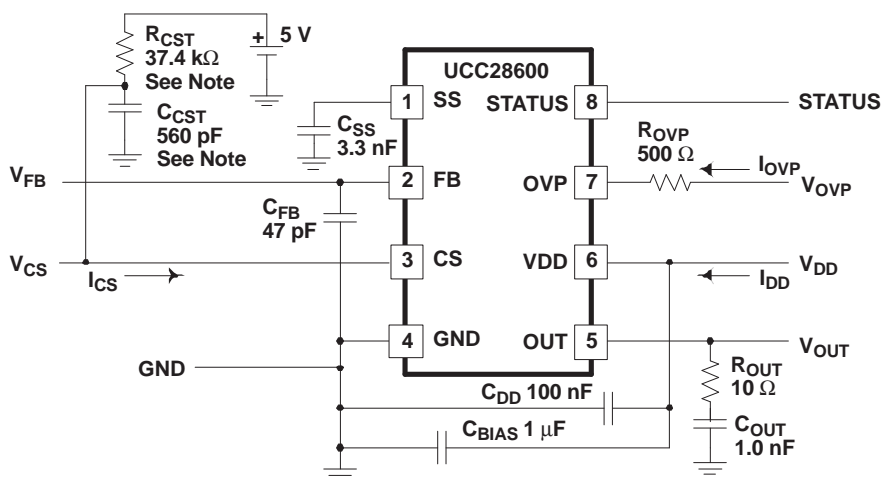 R_CST
37.4 kΩ
See Note
+ 5 V
C_CST
560 pF
See Note
UCC28600
1 SS
STATUS 8
STATUS
C_SS
3.3 nF
R_OVP
500 Ω
I_OVP
V_FB
2 FB
OVP 7
V_OVP
C_FB
47 pF
V_CS
3 CS
VDD 6
V_DD
I_CS
I_DD
4 GND
OUT 5
V_OUT
GND
R_OUT
10 Ω
C_DD 100 nF
C_BIAS 1 μF
C_OUT
1.0 nF